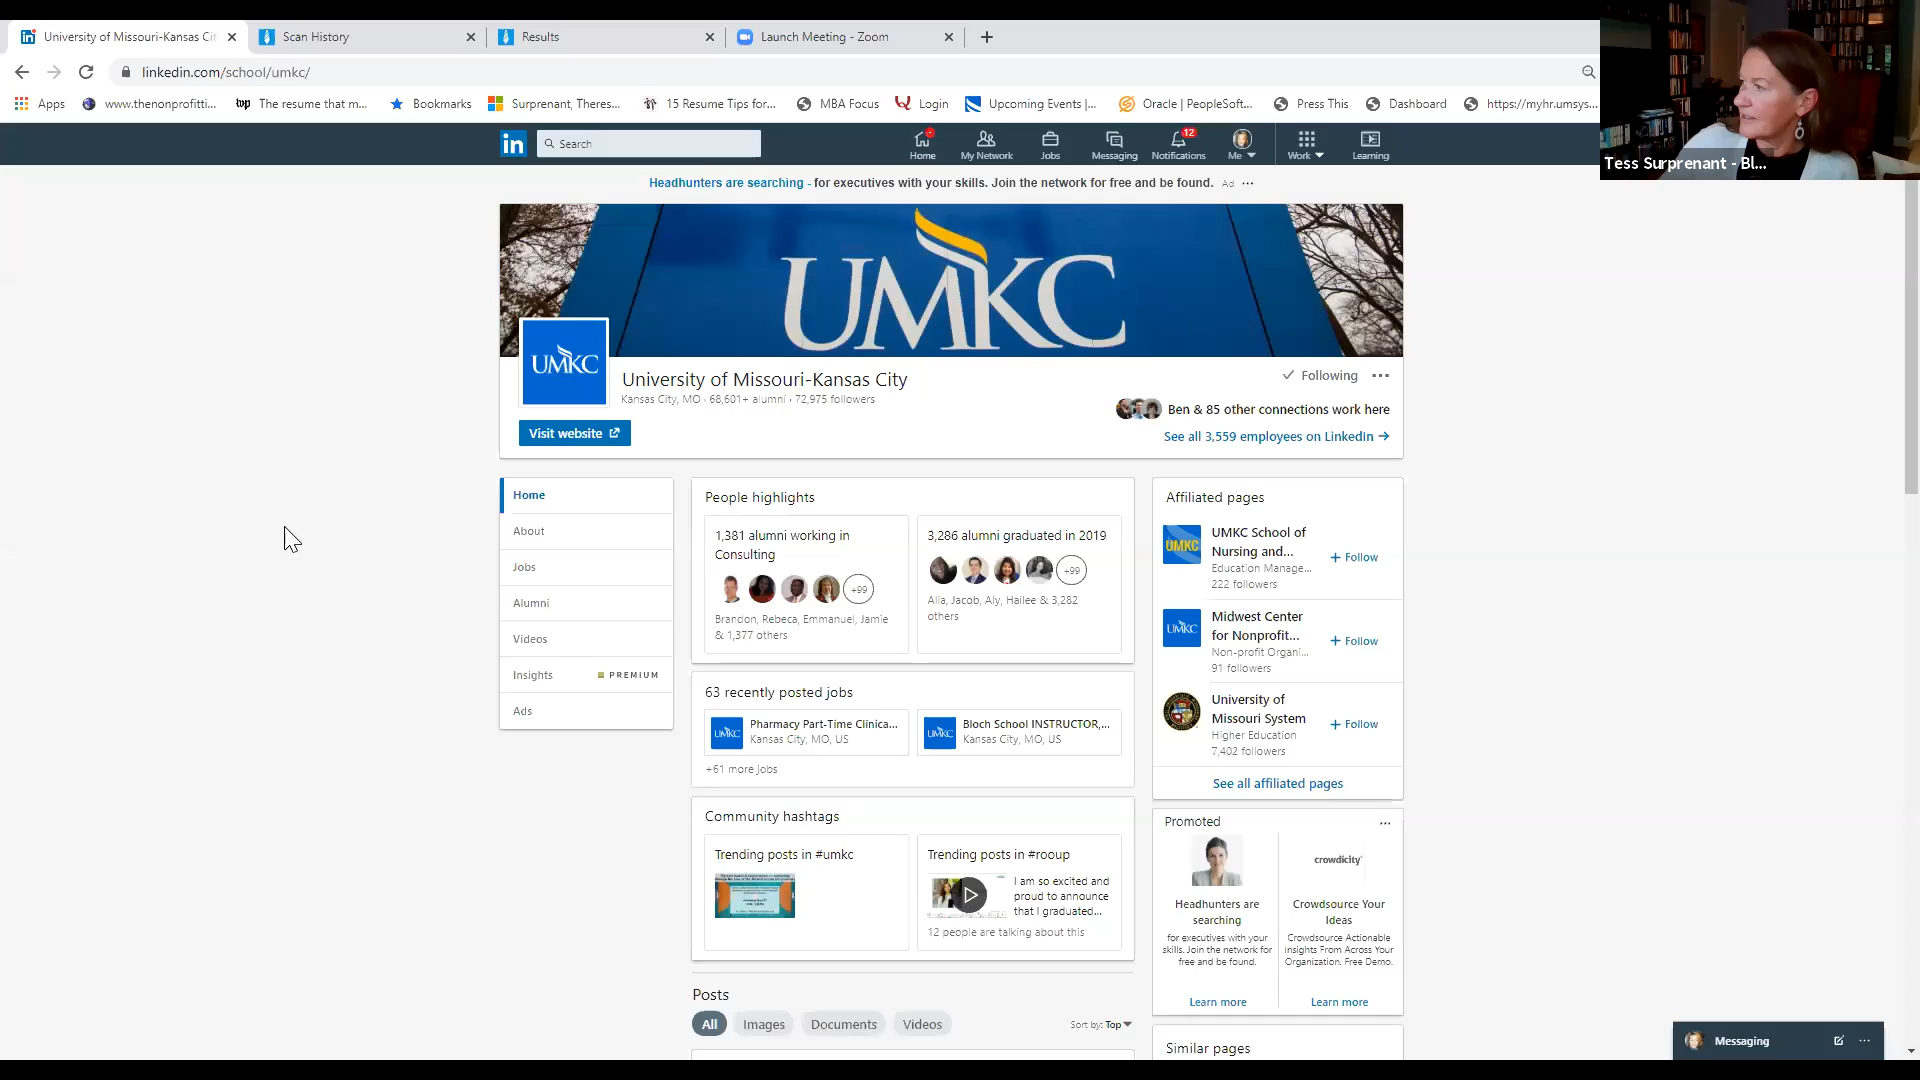 University of Missouri-Kansas Cit
Scan History
Results
Launch Meeting - Zoom
linkedin.com/school/umkc/
Apps
www.thenonprofitti...
The resume that m...
Bookmarks
Surprenant, Theres...
15 Resume Tips for...
MBA Focus
Login
Upcoming Events |...
Oracle | PeopleSoft...
Press This
Dashboard
https://myhr.umsys...
in
Search
Home
My Network
Jobs
Messaging
12
Notifications
Me
Work
Learning
Tess Surprenant - Bl...
Headhunters are searching - for executives with your skills. Join the network for free and be found. Ad ...
UMKC
UMKC
University of Missouri-Kansas City
Kansas City, MO · 68,601+ alumni · 72,975 followers
Following ...
Ben & 85 other connections work here
Visit website
See all 3,559 employees on LinkedIn →
Home
About
Jobs
Alumni
Videos
Insights PREMIUM
Ads
People highlights
1,381 alumni working in
Consulting
+99
Brandon, Rebeca, Emmanuel, Jamie
& 1,377 others
3,286 alumni graduated in 2019
+99
Alia, Jacob, Aly, Hailee & 3,282
others
63 recently posted jobs
UMKC
Pharmacy Part-Time Clinica...
Kansas City, MO, US
UMKC
Bloch School INSTRUCTOR,...
Kansas City, MO, US
+61 more jobs
Community hashtags
Trending posts in #umkc
Trending posts in #rooup
I am so excited and
proud to announce
that I graduated...
12 people are talking about this
Posts
All
Images
Documents
Videos
Sort by: Top
Affiliated pages
UMKC
UMKC School of
Nursing and...
Education Manage...
222 followers
+ Follow
UMKC
Midwest Center
for Nonprofit...
Non-profit Organi...
91 followers
+ Follow
University of
Missouri System
Higher Education
7,402 followers
+ Follow
See all affiliated pages
Promoted ...
Headhunters are
searching
for executives with your
skills. Join the network for
free and be found.
Learn more
crowdicity
Crowdsource Your
Ideas
Crowdsource Actionable
Insights From Across Your
Organization. Free Demo.
Learn more
Similar pages
Messaging ...